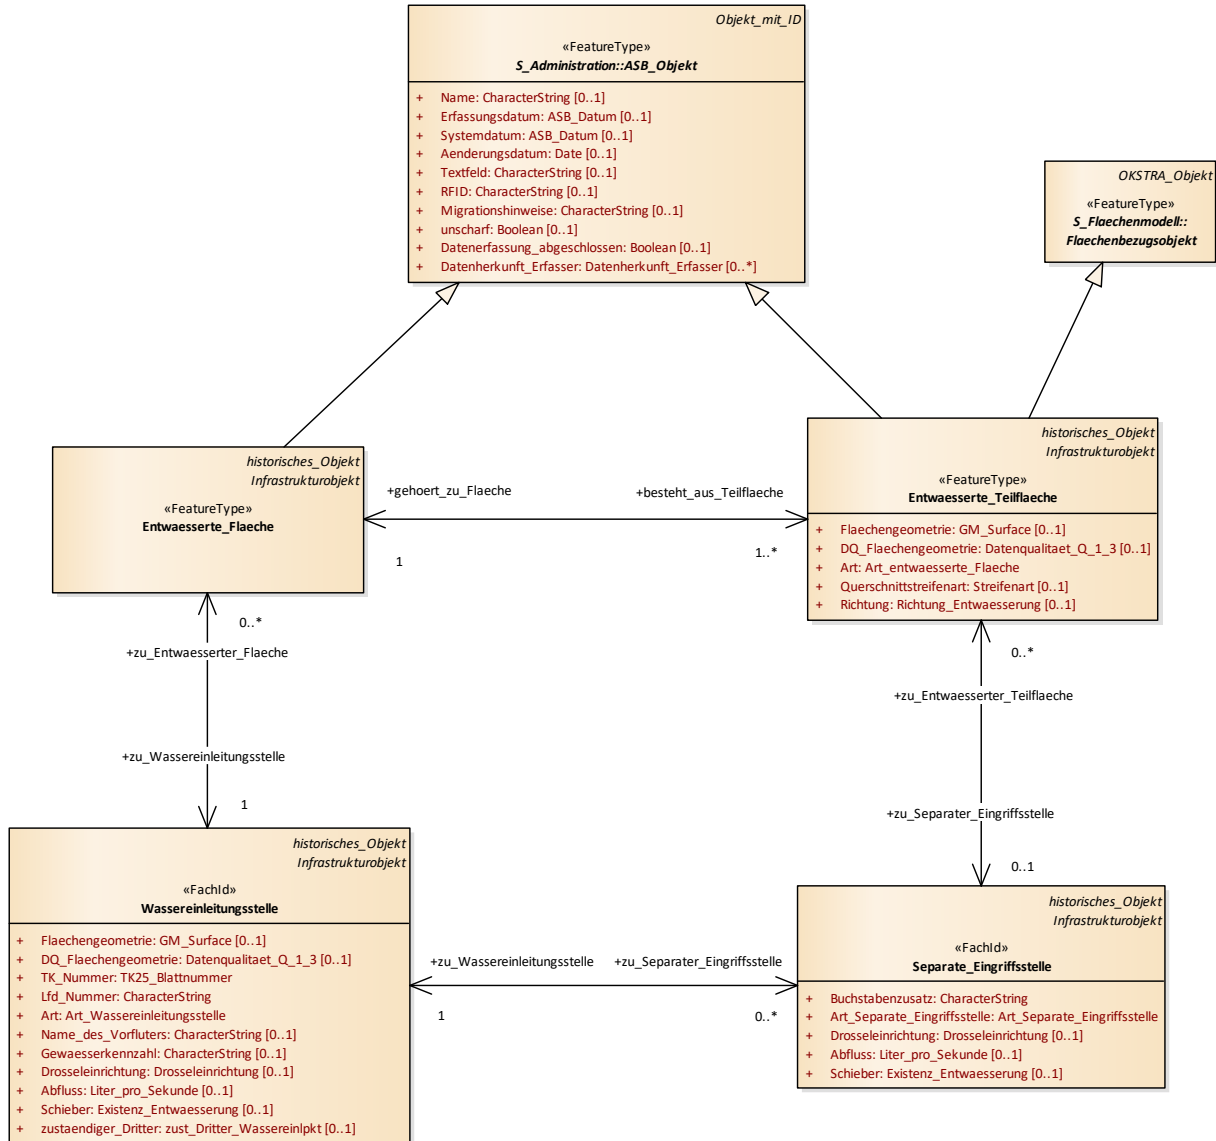 Objekt_mit_ID
«FeatureType»
S_Administration::ASB_Objekt
+ Name: CharacterString [0..1]
+ Erfassungsdatum: ASB_Datum [0..1]
+ Systemdatum: ASB_Datum [0..1]
+ Aenderungsdatum: Date [0..1]
+ Textfeld: CharacterString [0..1]
+ RFID: CharacterString [0..1]
+ Migrationshinweise: CharacterString [0..1]
+ unscharf: Boolean [0..1]
+ Datenerfassung_abgeschlossen: Boolean [0..1]
+ Datenherkunft_Erfasser: Datenherkunft_Erfasser [0..*]
OKSTRA_Objekt
«FeatureType»
S_Flaechenmodell::
Flaechenbezugsobjekt
historisches_Objekt
Infrastrukturobjekt
«FeatureType»
Entwaesserte_Flaeche
+gehoert_zu_Flaeche
1
+besteht_aus_Teilflaeche
1..*
historisches_Objekt
Infrastrukturobjekt
«FeatureType»
Entwaesserte_Teilflaeche
+ Flaechengeometrie: GM_Surface [0..1]
+ DQ_Flaechengeometrie: Datenqualitaet_Q_1_3 [0..1]
+ Art: Art_entwaesserte_Flaeche
+ Querschnittstreifenart: Streifenart [0..1]
+ Richtung: Richtung_Entwaesserung [0..1]
0..*
+zu_Entwaesserter_Flaeche
+zu_Wassereinleitungsstelle
1
0..*
+zu_Entwaesserter_Teilflaeche
+zu_Separater_Eingriffsstelle
0..1
historisches_Objekt
Infrastrukturobjekt
«FachId»
Wassereinleitungsstelle
+ Flaechengeometrie: GM_Surface [0..1]
+ DQ_Flaechengeometrie: Datenqualitaet_Q_1_3 [0..1]
+ TK_Nummer: TK25_Blattnummer
+ Lfd_Nummer: CharacterString
+ Art: Art_Wassereinleitungsstelle
+ Name_des_Vorfluters: CharacterString [0..1]
+ Gewaesserkennzahl: CharacterString [0..1]
+ Drosseleinrichtung: Drosseleinrichtung [0..1]
+ Abfluss: Liter_pro_Sekunde [0..1]
+ Schieber: Existenz_Entwaesserung [0..1]
+ zustaendiger_Dritter: zust_Dritter_Wassereinlpkt [0..1]
+zu_Wassereinleitungsstelle
1
+zu_Separater_Eingriffsstelle
0..*
historisches_Objekt
Infrastrukturobjekt
«FachId»
Separate_Eingriffsstelle
+ Buchstabenzusatz: CharacterString
+ Art_Separate_Eingriffsstelle: Art_Separate_Eingriffsstelle
+ Drosseleinrichtung: Drosseleinrichtung [0..1]
+ Abfluss: Liter_pro_Sekunde [0..1]
+ Schieber: Existenz_Entwaesserung [0..1]